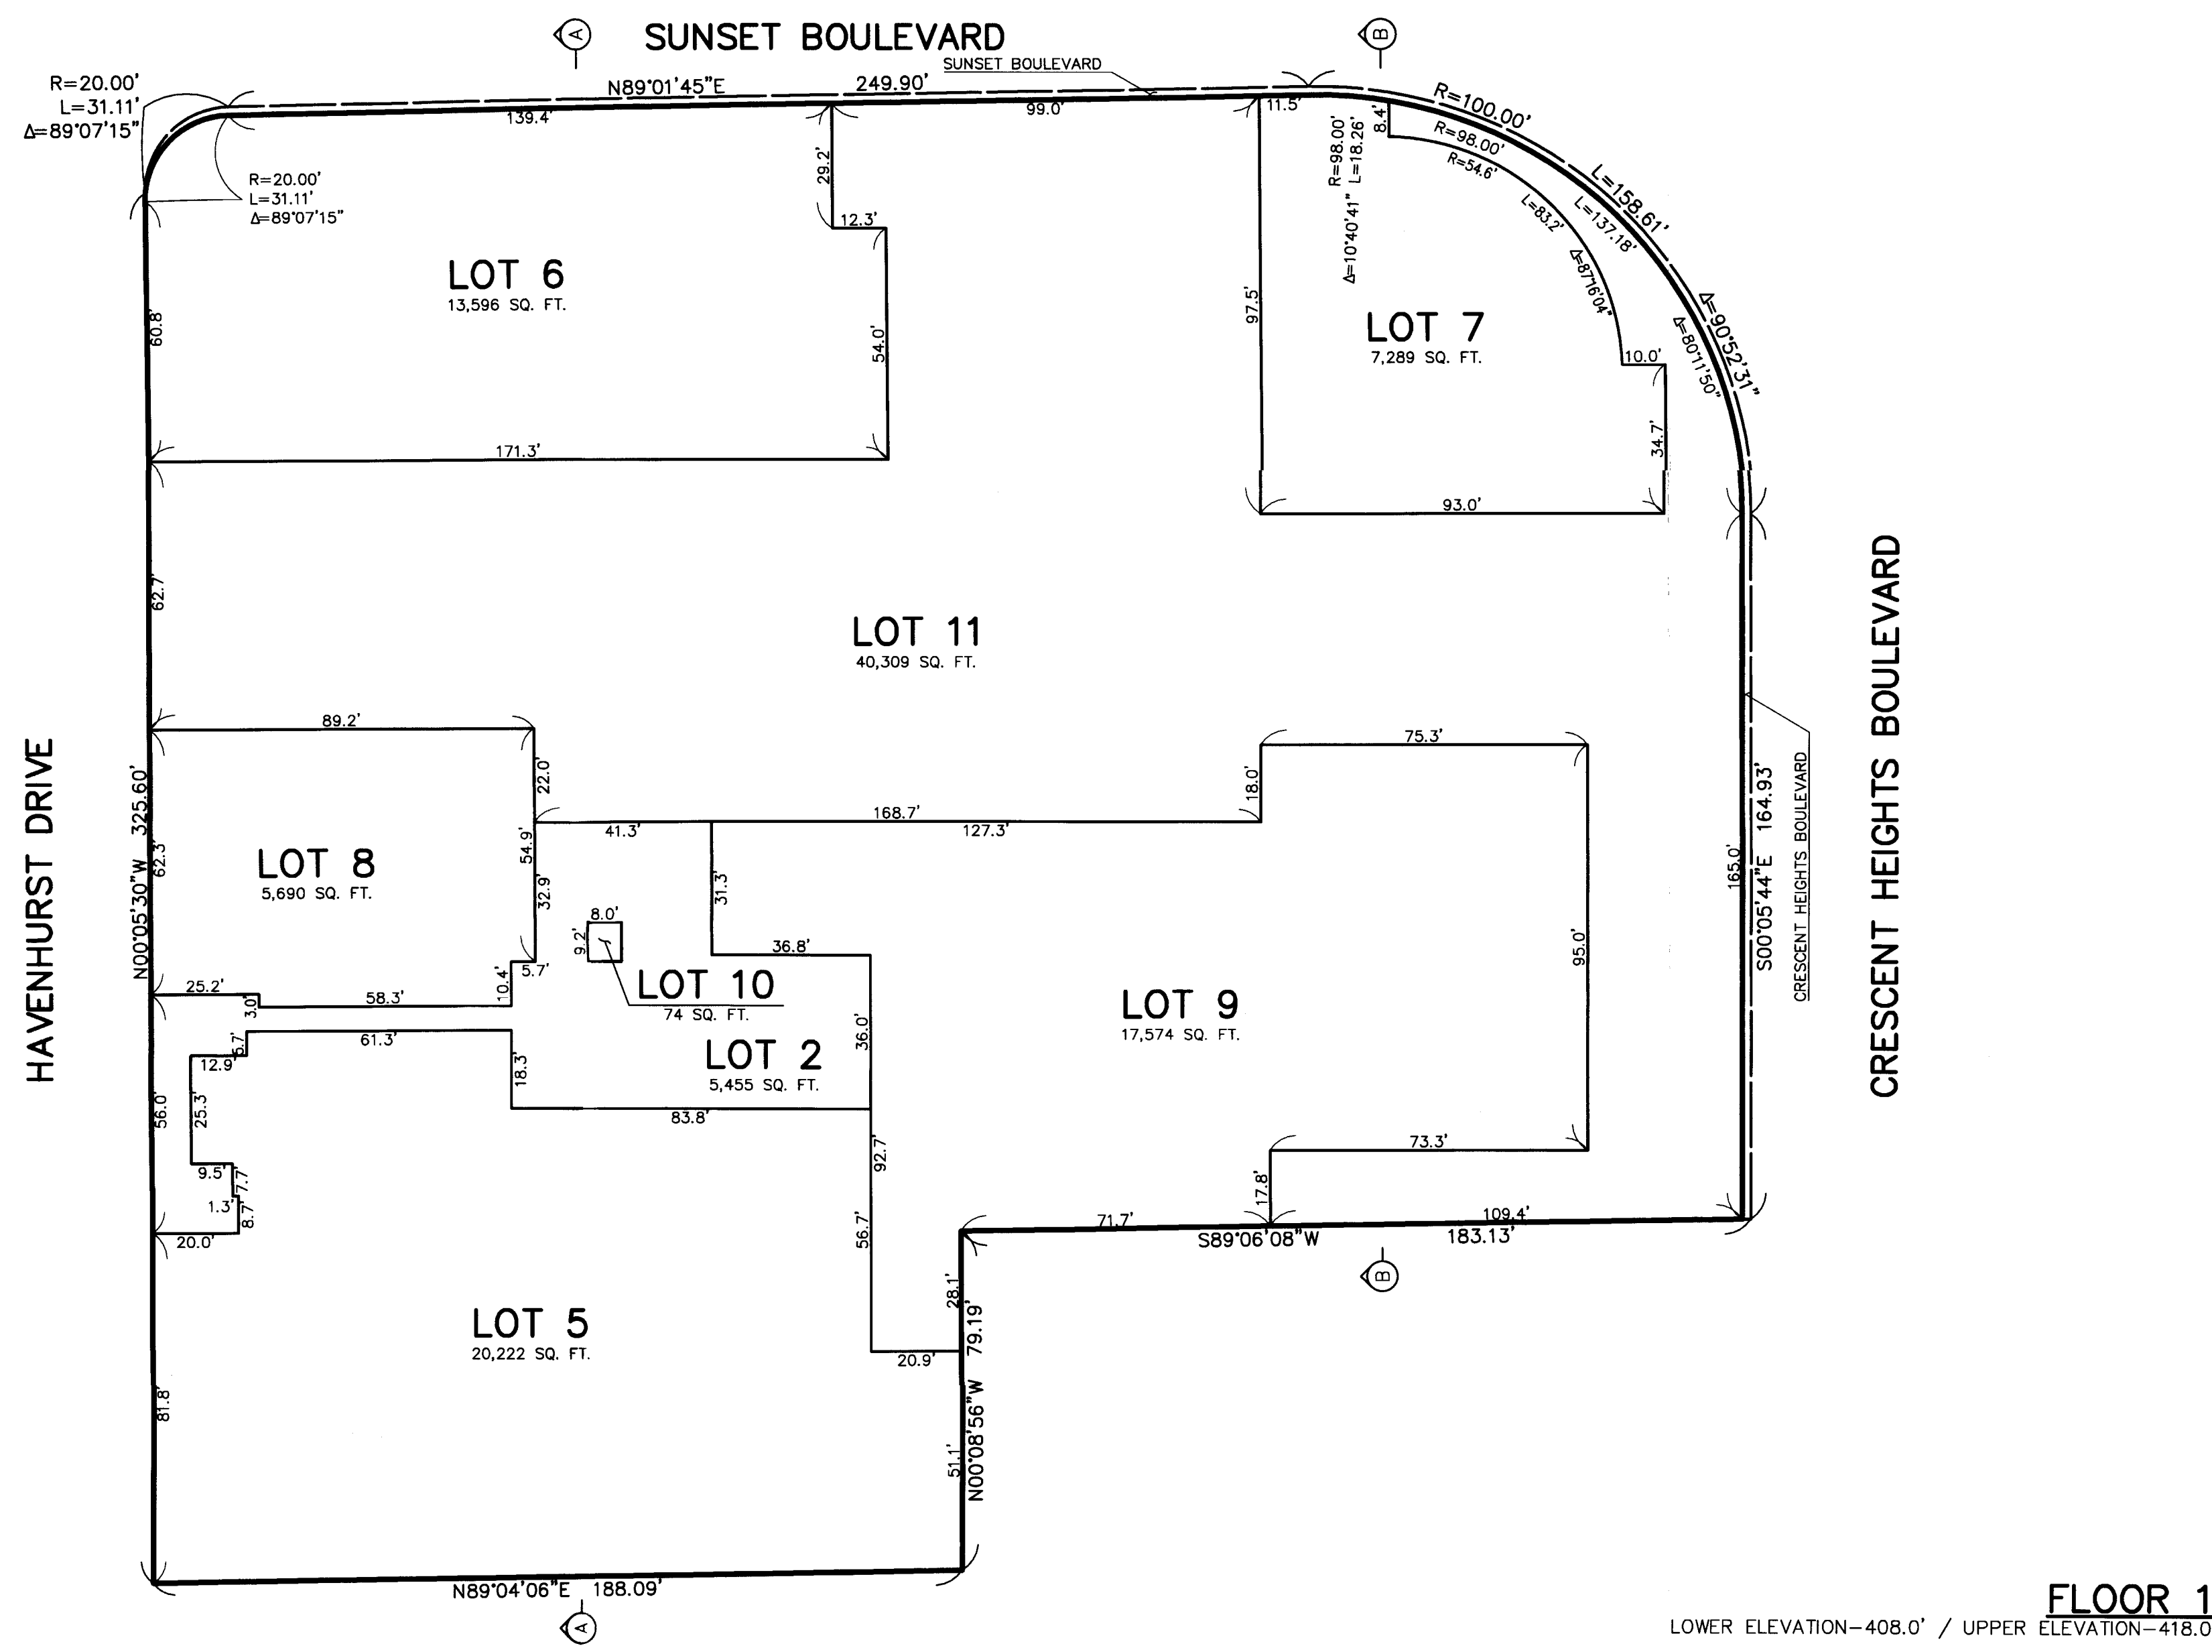 A
SUNSET BOULEVARD
B
SUNSET BOULEVARD
R=20.00'
L=31.11'
Δ=89°07'15"
N89°01'45"E 249.90'
139.4'
99.0'
11.5'
R=100.00'
L=158.61'
Δ=90°52'31"
R=98.00'
L=137.18'
Δ=80°11'50"
R=54.6'
L=83.2'
Δ=87°16'04"
8.4'
R=98.00'
L=18.26'
Δ=10°40'41"
R=20.00'
L=31.11'
Δ=89°07'15"
29.2'
12.3'
LOT 6
13,596 SQ. FT.
60.8'
54.0'
171.3'
97.5'
LOT 7
7,289 SQ. FT.
10.0'
34.7'
93.0'
62.7'
LOT 11
40,309 SQ. FT.
CRESCENT HEIGHTS BOULEVARD
HAVENHURST DRIVE
89.2'
22.0'
75.3'
18.0'
168.7'
41.3'
127.3'
N00°05'30"W 325.60'
62.3'
LOT 8
5,690 SQ. FT.
54.9'
32.9'
31.3'
8.0'
9.2'
36.8'
5.7'
10.4'
25.2'
3.0'
58.3'
LOT 10
74 SQ. FT.
LOT 9
17,574 SQ. FT.
95.0'
165.0'
S00°05'44"E 164.93'
CRESCENT HEIGHTS BOULEVARD
5.7'
61.3'
12.9'
18.3'
LOT 2
5,455 SQ. FT.
36.0'
56.0'
25.3'
83.8'
9.5'
7.7'
1.3'
8.7'
20.0'
92.7'
56.7'
73.3'
17.8'
71.7'
109.4'
S89°06'08"W 183.13'
B
28.1'
79.19'
LOT 5
20,222 SQ. FT.
20.9'
81.8'
51.1'
N00°08'56"W
N89°04'06"E 188.09'
A
FLOOR 1
LOWER ELEVATION-408.0' / UPPER ELEVATION-418.0